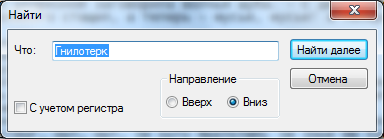 Найти
Что: Гнилотерк Найти далее
Направление Отмена
С учетом регистра Вверх Вниз